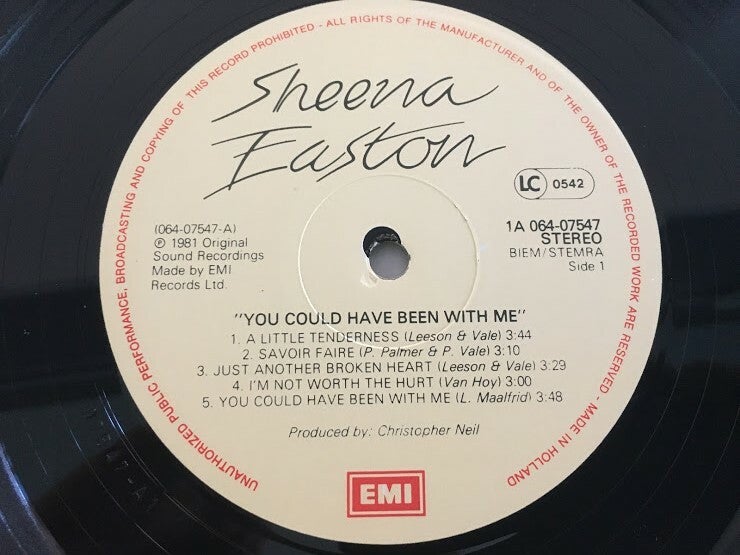 UNAUTHORIZED PUBLIC PERFORMANCE, BROADCASTING AND COPYING OF THIS RECORD PROHIBITED - ALL RIGHTS OF THE MANUFACTURER AND OF THE OWNER OF THE RECORDED WORK ARE RESERVED - MADE IN HOLLAND
Sheena
Easton
LC 0542
(064-07547-A)
℗ 1981 Original
Sound Recordings
Made by EMI
Records Ltd.
1A 064-07547
STEREO
BIEM/STEMRA
Side 1
"YOU COULD HAVE BEEN WITH ME"
1. A LITTLE TENDERNESS (Leeson & Vale) 3:44
2. SAVOIR FAIRE (P. Palmer & P. Vale) 3:10
3. JUST ANOTHER BROKEN HEART (Leeson & Vale) 3:29
4. I'M NOT WORTH THE HURT (Van Hoy) 3:00
5. YOU COULD HAVE BEEN WITH ME (L. Maalfrid) 3:48
Produced by: Christopher Neil
EMI